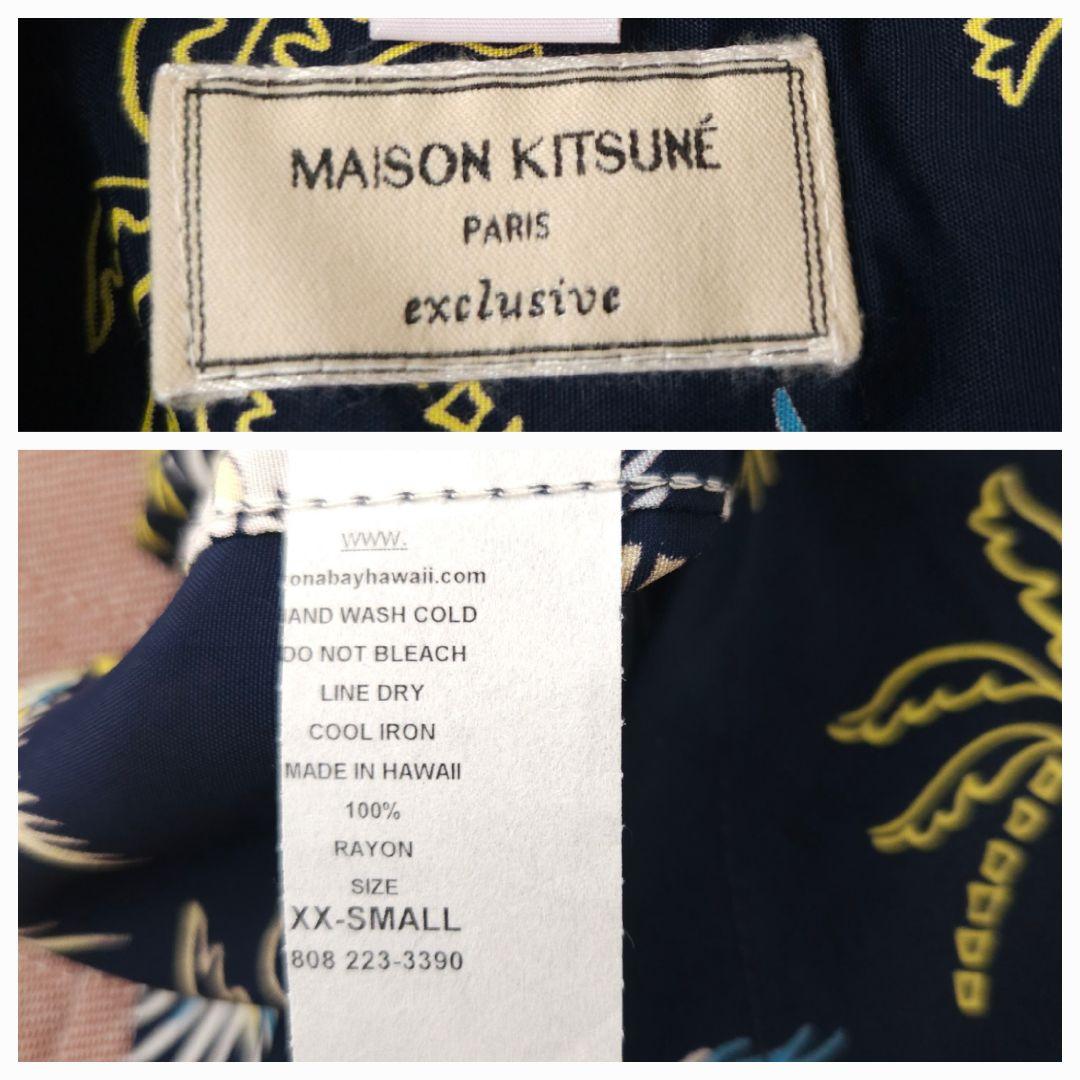 MAISON KITSUNÉ
PARIS
exclusive
www.
onabayhawaii.com
AND WASH COLD
DO NOT BLEACH
LINE DRY
COOL IRON
MADE IN HAWAII
100%
RAYON
SIZE
XX-SMALL
808 223-3390